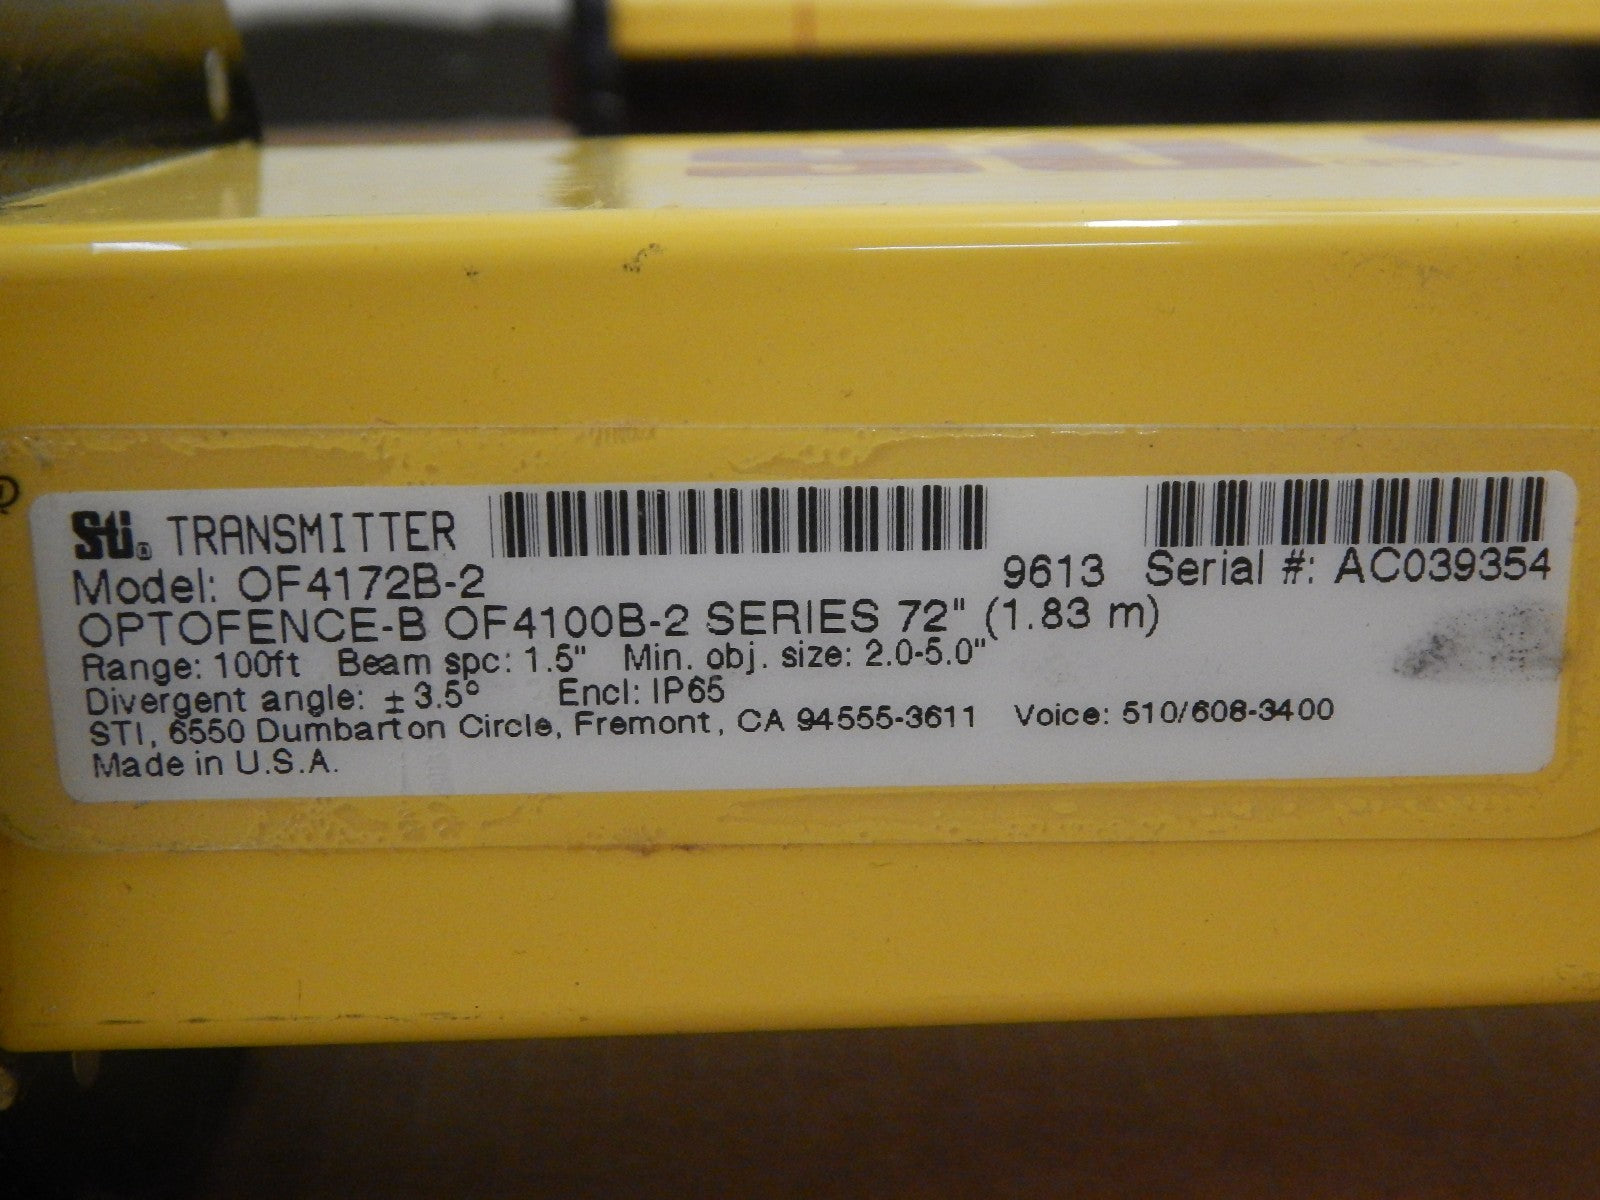 Sti® TRANSMITTER
Model: OF4172B-2 9613 Serial #: AC039354
OPTOFENCE-B OF4100B-2 SERIES 72" (1.83 m)
Range: 100ft Beam spc: 1.5" Min. obj. size: 2.0-5.0"
Divergent angle: ± 3.5° Encl: IP65
STI, 6550 Dumbarton Circle, Fremont, CA 94555-3611 Voice: 510/608-3400
Made in U.S.A.